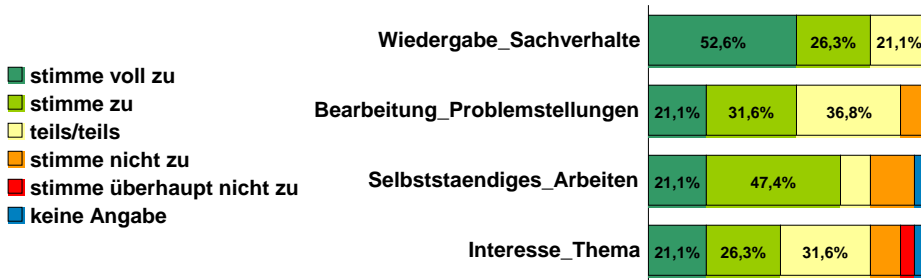 stimme voll zu
stimme zu
teils/teils
stimme nicht zu
stimme überhaupt nicht zu
keine Angabe
Wiedergabe_Sachverhalte 52,6% 26,3% 21,1%
Bearbeitung_Problemstellungen 21,1% 31,6% 36,8%
Selbststaendiges_Arbeiten 21,1% 47,4%
Interesse_Thema 21,1% 26,3% 31,6%